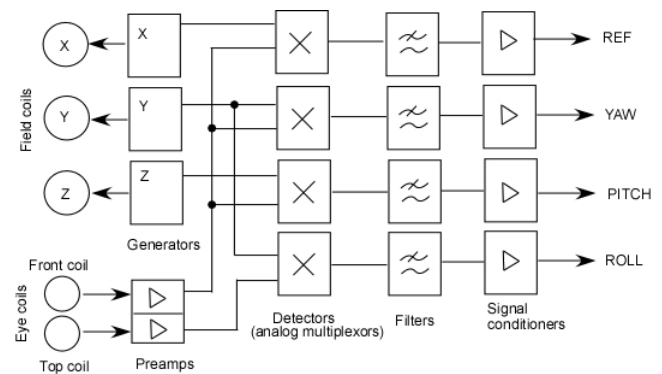 X
X
REF
Field coils
Y
Y
YAW
Z
Z
PITCH
Generators
ROLL
Front coil
Eye coils
Top coil
Preamps
Detectors
(analog multiplexors)
Filters
Signal
conditioners